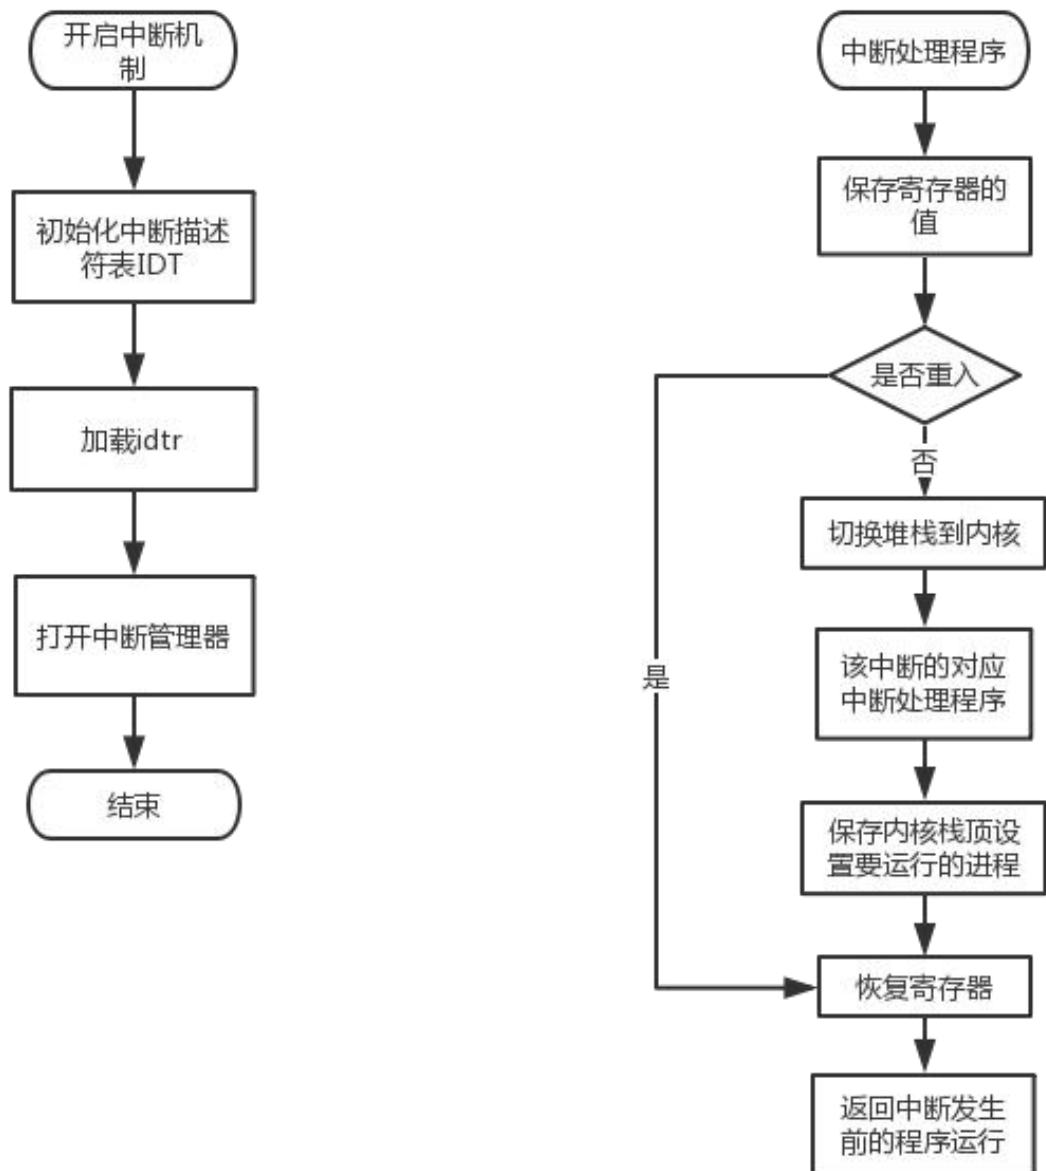 开启中断机
制
初始化中断描述
符表IDT
加载idtr
打开中断管理器
结束
中断处理程序
保存寄存器的
值
是否重入
否
是
切换堆栈到内核
该中断的对应
中断处理程序
保存内核栈顶设
置要运行的进程
恢复寄存器
返回中断发生
前的程序运行